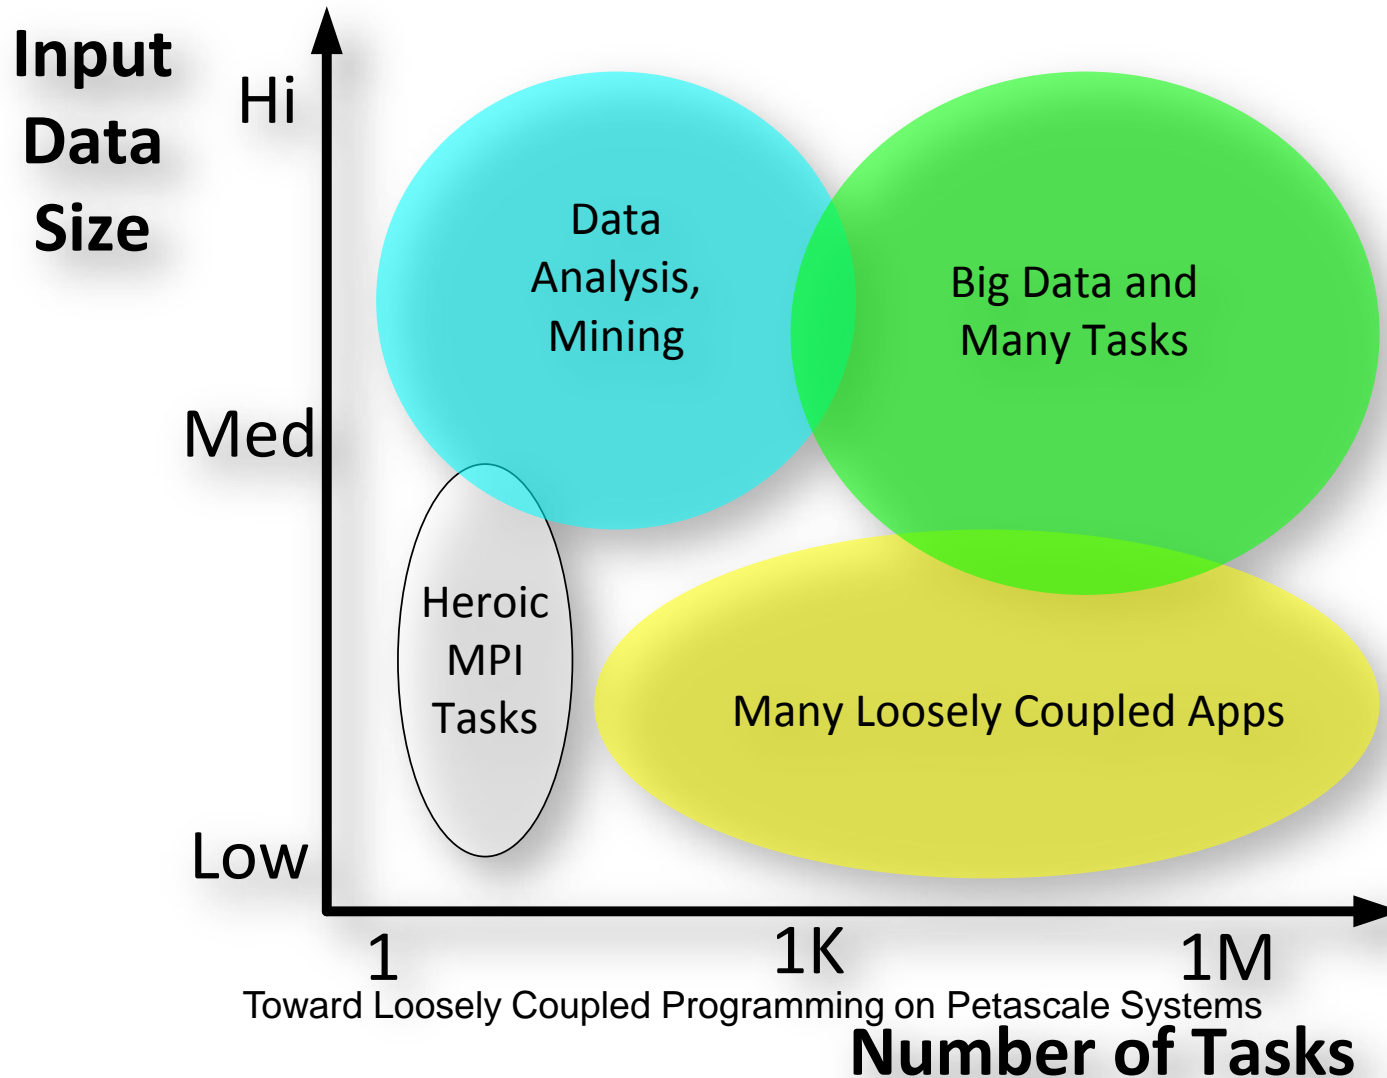 Input
Data
Size
Hi
Med
Low
Data
Analysis,
Mining
Big Data and
Many Tasks
Heroic
MPI
Tasks
Many Loosely Coupled Apps
1 1K 1M
Toward Loosely Coupled Programming on Petascale Systems
Number of Tasks